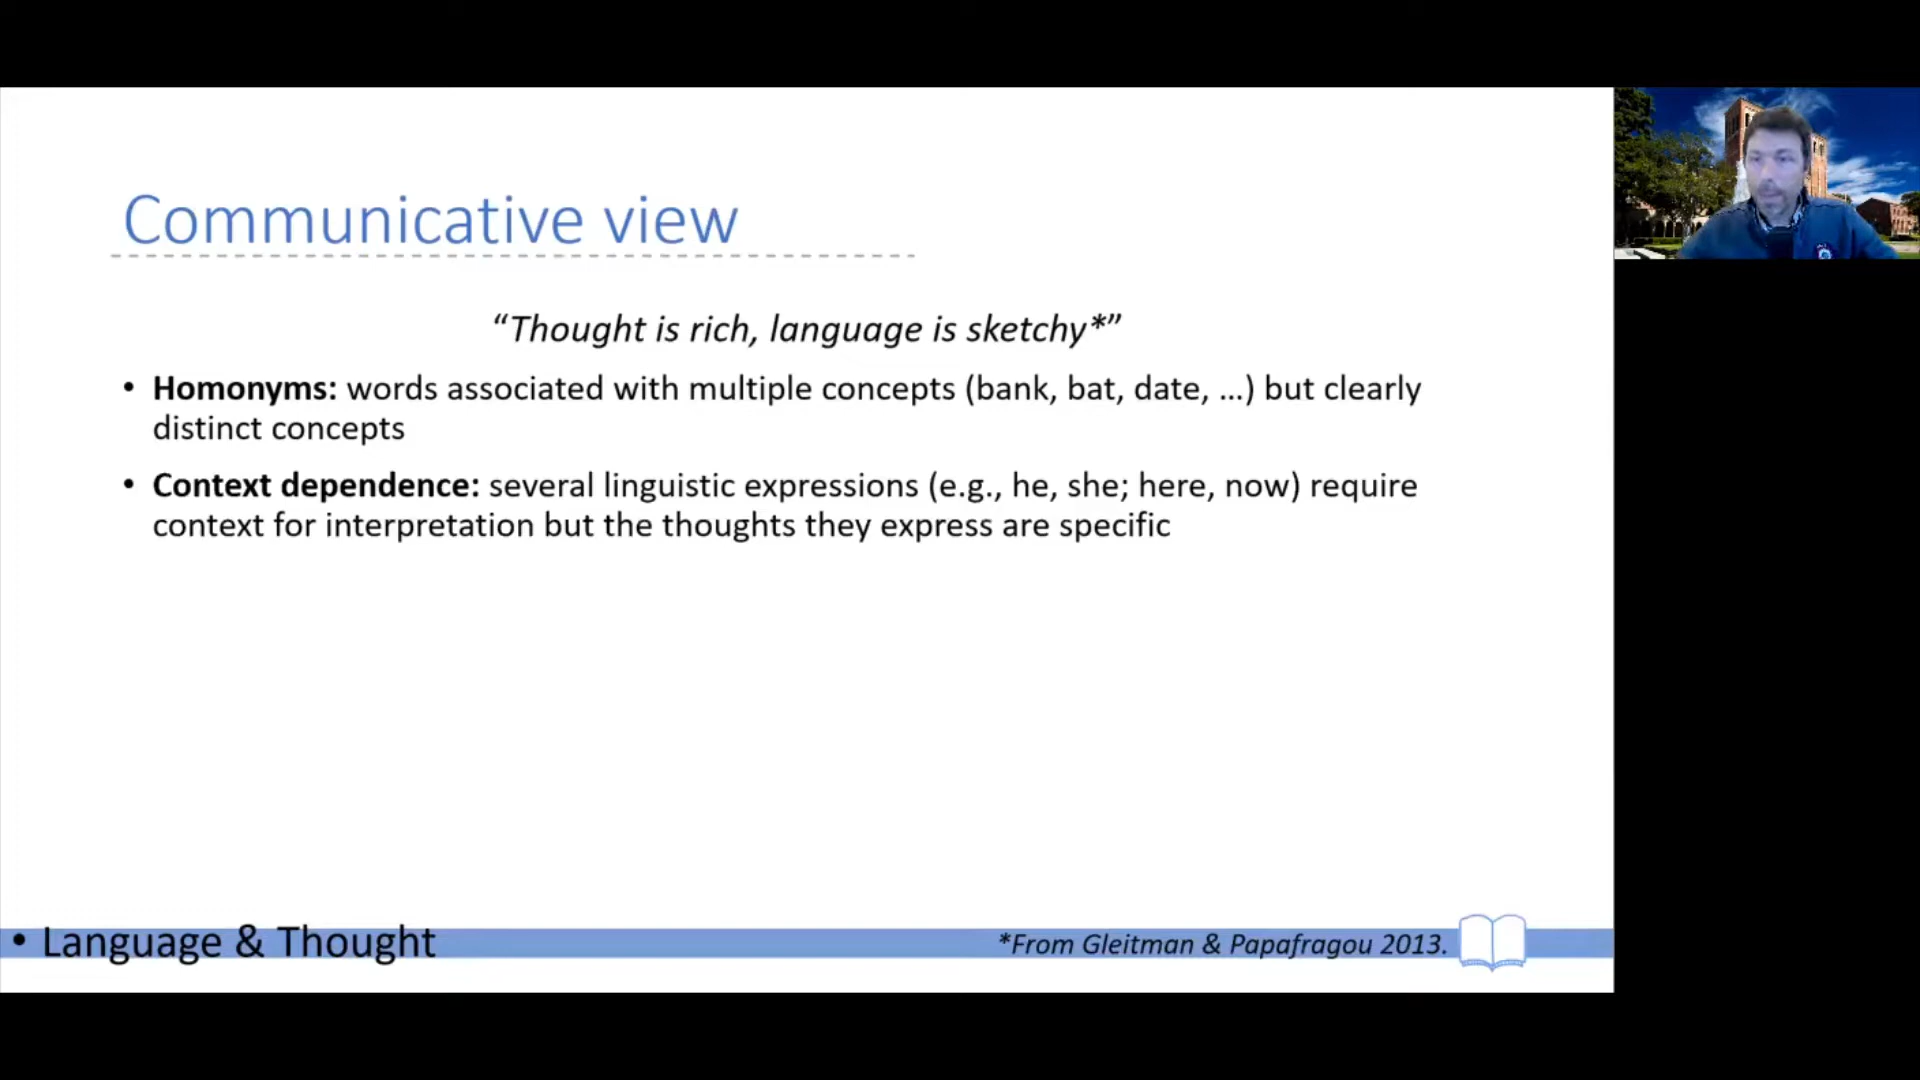 Communicative view
“Thought is rich, language is sketchy*”
• Homonyms: words associated with multiple concepts (bank, bat, date, ...) but clearly
distinct concepts
• Context dependence: several linguistic expressions (e.g., he, she; here, now) require
context for interpretation but the thoughts they express are specific
• Language & Thought
*From Gleitman & Papafragou 2013.